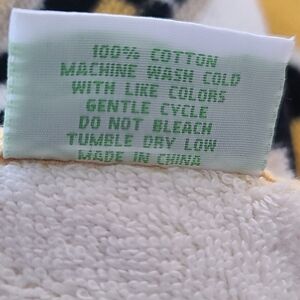 100% COTTON
MACHINE WASH COLD
WITH LIKE COLORS
GENTLE CYCLE
DO NOT BLEACH
TUMBLE DRY LOW
MADE IN CHINA